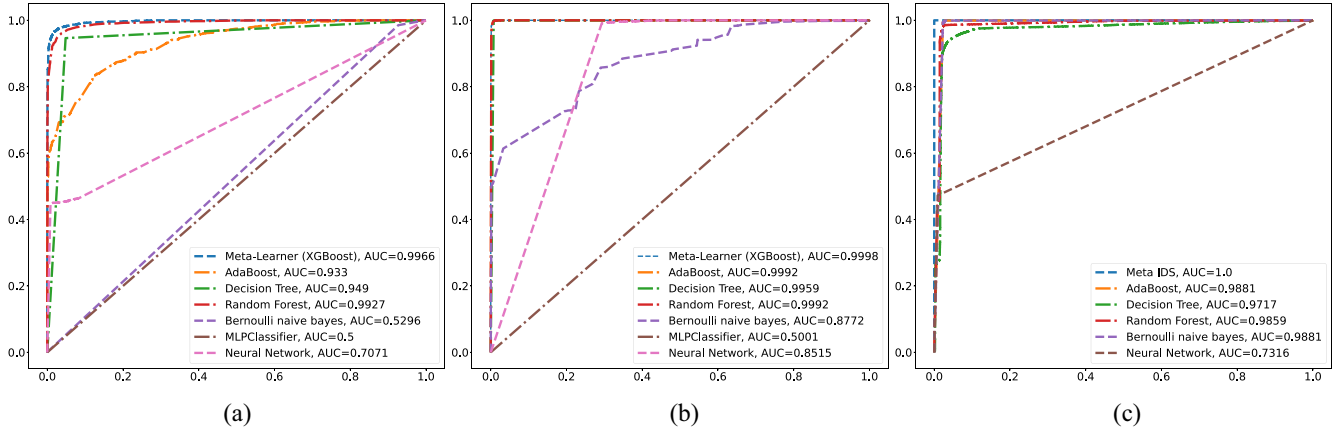 1.0
0.8
0.6
0.4
0.2
0.0
0.0 0.2 0.4 0.6 0.8 1.0
Meta-Learner (XGBoost), AUC=0.9966
AdaBoost, AUC=0.933
Decision Tree, AUC=0.949
Random Forest, AUC=0.9927
Bernoulli naive bayes, AUC=0.5296
MLPClassifier, AUC=0.5
Neural Network, AUC=0.7071
(a)
1.0
0.8
0.6
0.4
0.2
0.0
0.0 0.2 0.4 0.6 0.8 1.0
Meta-Learner (XGBoost), AUC=0.9998
AdaBoost, AUC=0.9992
Decision Tree, AUC=0.9959
Random Forest, AUC=0.9992
Bernoulli naive bayes, AUC=0.8772
MLPClassifier, AUC=0.5001
Neural Network, AUC=0.8515
(b)
1.0
0.8
0.6
0.4
0.2
0.0
0.0 0.2 0.4 0.6 0.8 1.0
Meta IDS, AUC=1.0
AdaBoost, AUC=0.9881
Decision Tree, AUC=0.9717
Random Forest, AUC=0.9859
Bernoulli naive bayes, AUC=0.9881
Neural Network, AUC=0.7316
(c)